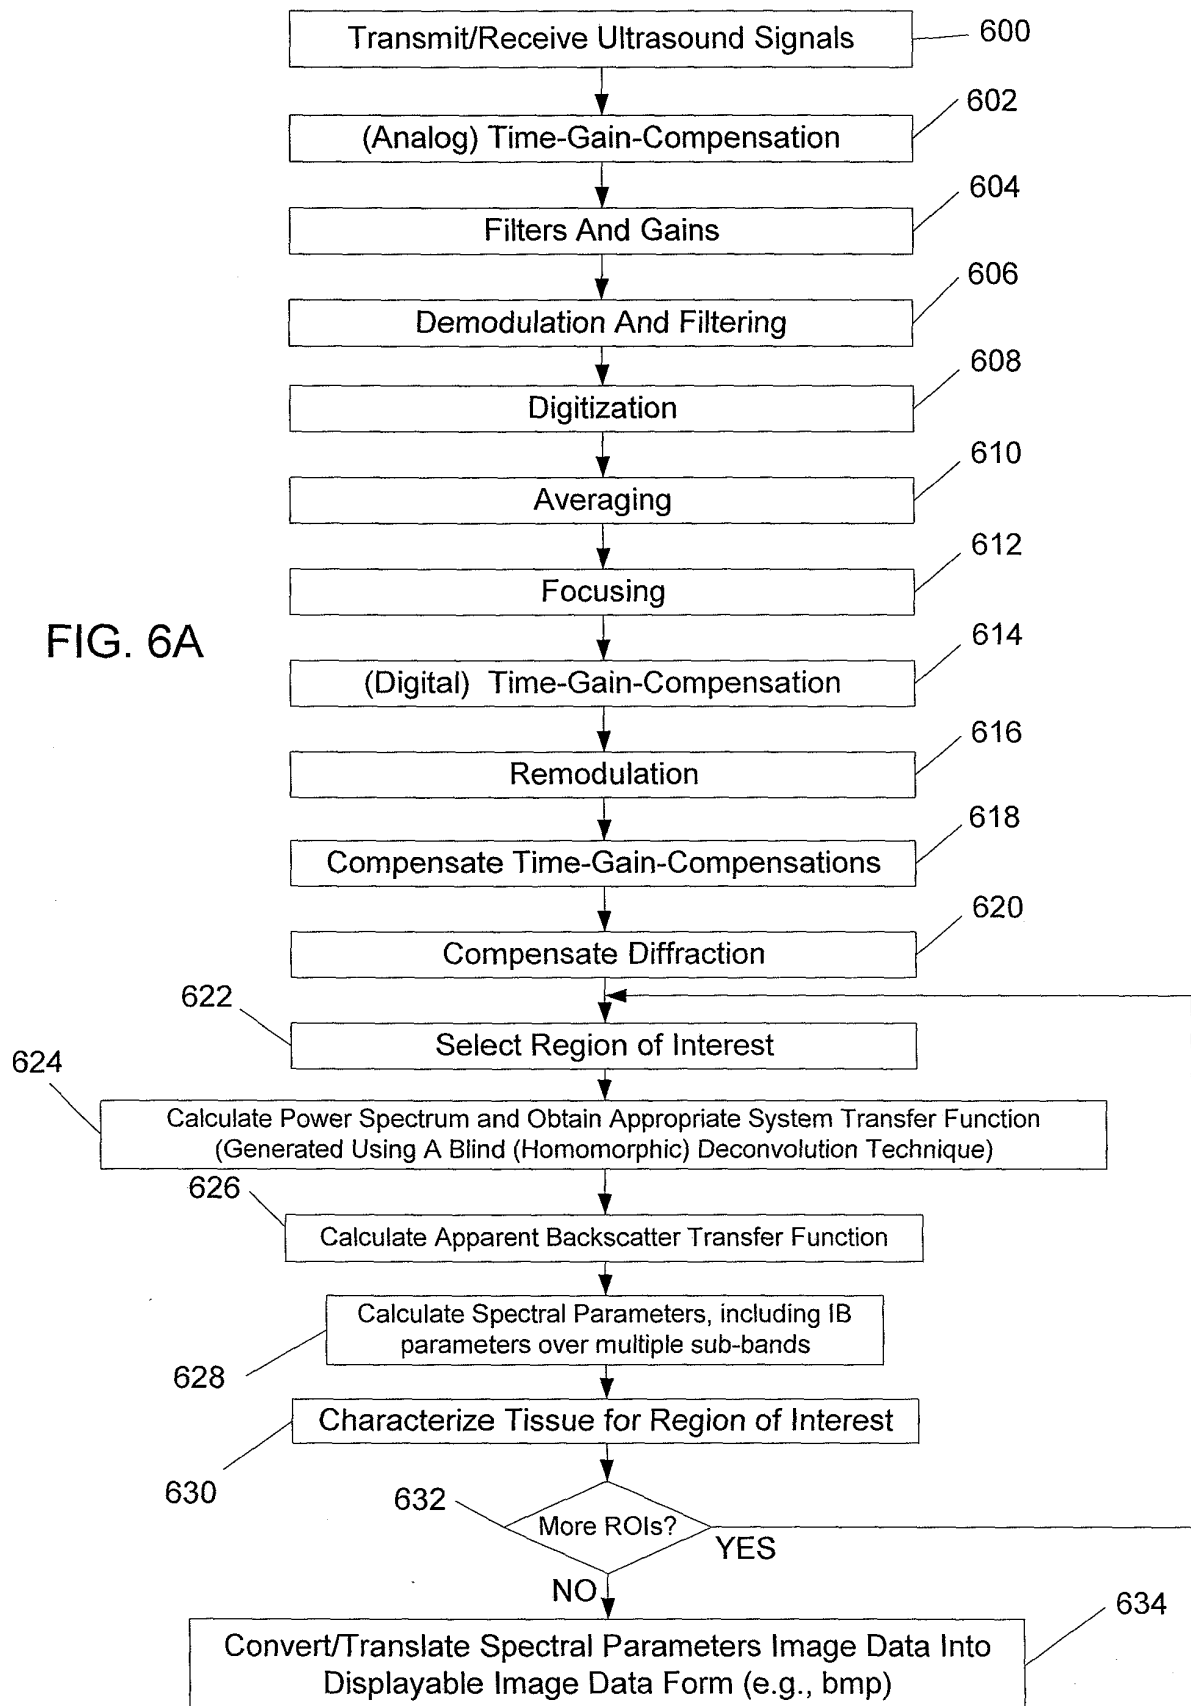 Transmit/Receive Ultrasound Signals
600
(Analog) Time-Gain-Compensation
602
Filters And Gains
604
Demodulation And Filtering
606
Digitization
608
Averaging
610
Focusing
612
FIG. 6A
(Digital) Time-Gain-Compensation
614
Remodulation
616
Compensate Time-Gain-Compensations
618
Compensate Diffraction
620
622
Select Region of Interest
624
Calculate Power Spectrum and Obtain Appropriate System Transfer Function
(Generated Using A Blind (Homomorphic) Deconvolution Technique)
626
Calculate Apparent Backscatter Transfer Function
Calculate Spectral Parameters, including IB
parameters over multiple sub-bands
628
Characterize Tissue for Region of Interest
630
632
More ROIs?
YES
NO
634
Convert/Translate Spectral Parameters Image Data Into
Displayable Image Data Form (e.g., bmp)